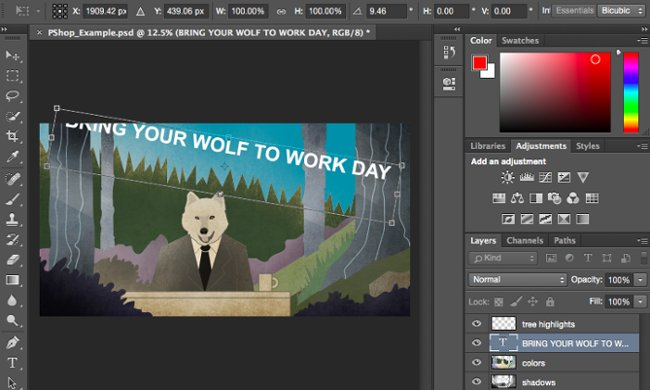 X: 1909.42 px Y: 439.06 px W: 100.00% H: 100.00% 9.46 ° H: 0.00 ° V: 0.00 ° Essentials Bicubic
× PShop_Example.psd @ 12.5% (BRING YOUR WOLF TO WORK DAY, RGB/8) *
BRING YOUR WOLF TO WORK DAY
Color Swatches
Libraries Adjustments Styles
Add an adjustment
Layers Channels Paths
Kind
Normal Opacity: 100%
Lock: Fill: 100%
tree highlights
T BRING YOUR WOLF TO W...
colors
shadows